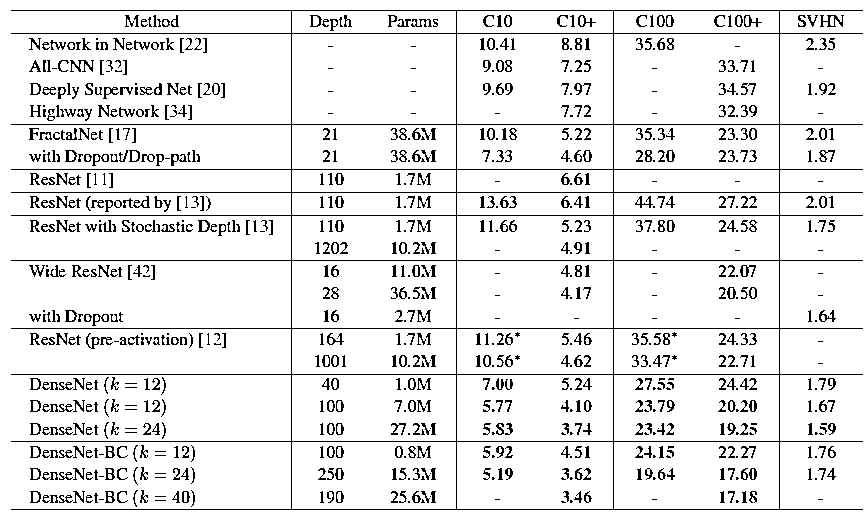 Method Depth Params C10 C10+ C100 C100+ SVHN
Network in Network [22] - - 10.41 8.81 35.68 - 2.35
All-CNN [32] - - 9.08 7.25 - 33.71 -
Deeply Supervised Net [20] - - 9.69 7.97 - 34.57 1.92
Highway Network [34] - - - 7.72 - 32.39 -
FractalNet [17] 21 38.6M 10.18 5.22 35.34 23.30 2.01
with Dropout/Drop-path 21 38.6M 7.33 4.60 28.20 23.73 1.87
ResNet [11] 110 1.7M - 6.61 - - -
ResNet (reported by [13]) 110 1.7M 13.63 6.41 44.74 27.22 2.01
ResNet with Stochastic Depth [13] 110 1.7M 11.66 5.23 37.80 24.58 1.75
1202 10.2M - 4.91 - - -
Wide ResNet [42] 16 11.0M - 4.81 - 22.07 -
28 36.5M - 4.17 - 20.50 -
with Dropout 16 2.7M - - - - 1.64
ResNet (pre-activation) [12] 164 1.7M 11.26* 5.46 35.58* 24.33 -
1001 10.2M 10.56* 4.62 33.47* 22.71 -
DenseNet (k = 12) 40 1.0M 7.00 5.24 27.55 24.42 1.79
DenseNet (k = 12) 100 7.0M 5.77 4.10 23.79 20.20 1.67
DenseNet (k = 24) 100 27.2M 5.83 3.74 23.42 19.25 1.59
DenseNet-BC (k = 12) 100 0.8M 5.92 4.51 24.15 22.27 1.76
DenseNet-BC (k = 24) 250 15.3M 5.19 3.62 19.64 17.60 1.74
DenseNet-BC (k = 40) 190 25.6M - 3.46 - 17.18 -